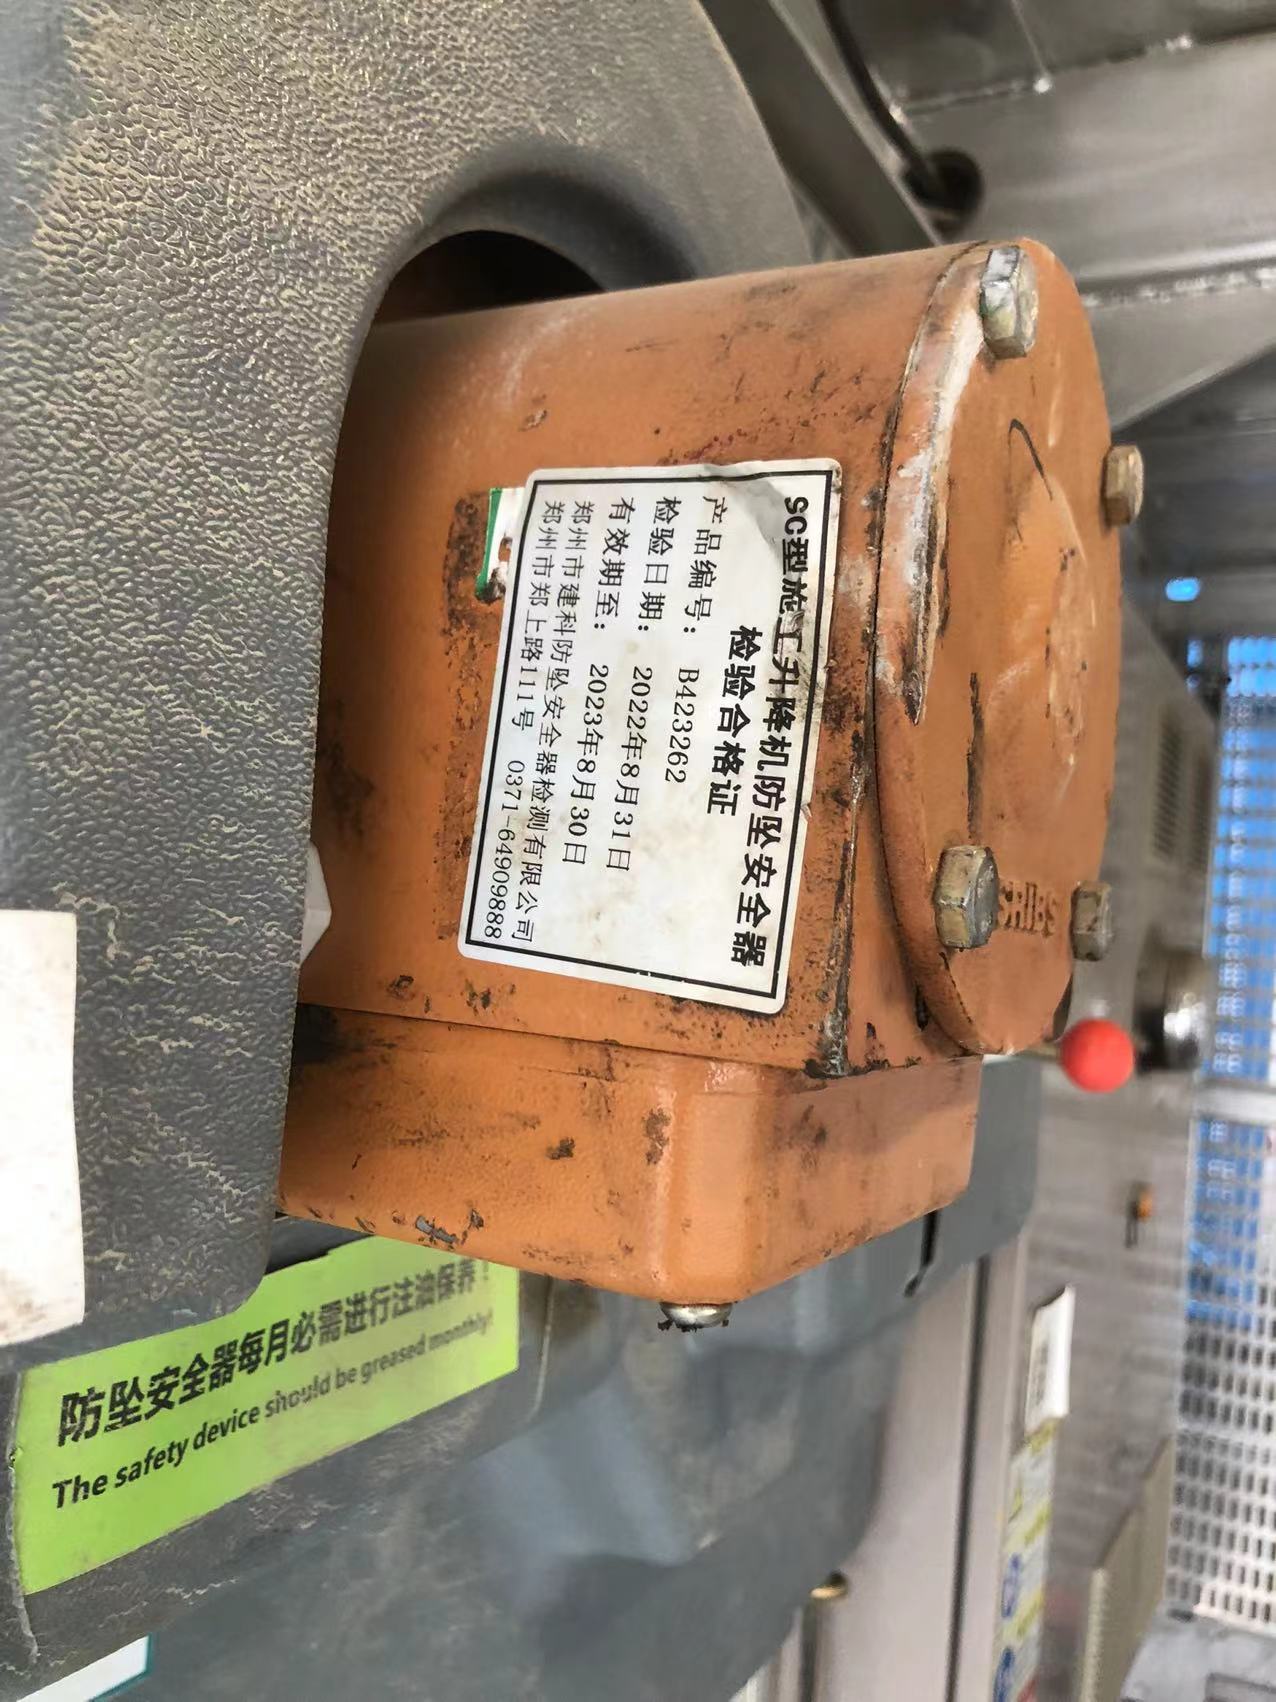 SC型施工升降机防坠安全器
检验合格证
产品编号： B423262
检验日期： 2022年8月31日
有效期至： 2023年8月30日
郑州市建科防坠安全器检测有限公司
郑州市郑上路111号 0371-64909888
防坠安全器每月必需进行注油保养！
The safety device should be greased monthly!